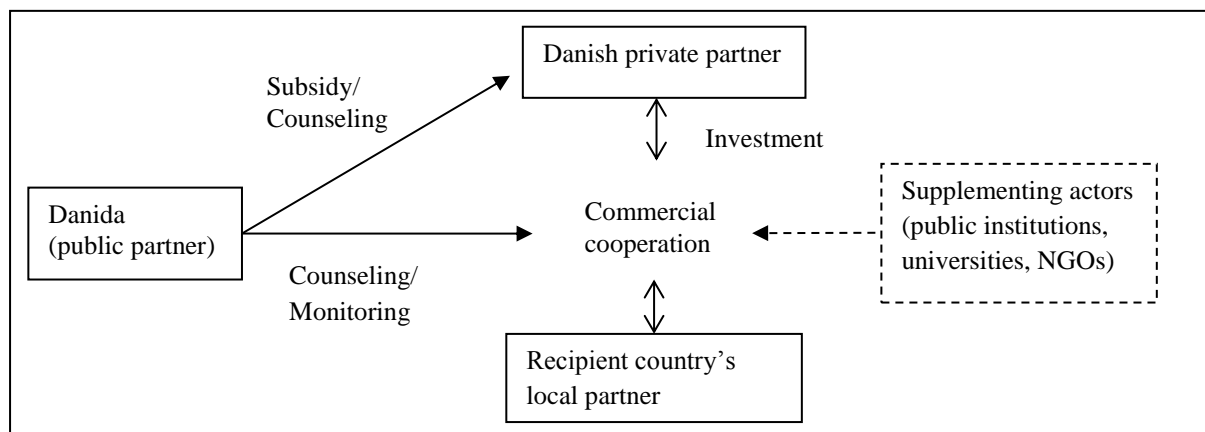 Danish private partner
Subsidy/
Counseling
Investment
Danida
(public partner)
Commercial
cooperation
Supplementing actors
(public institutions,
universities, NGOs)
Counseling/
Monitoring
Recipient country’s
local partner